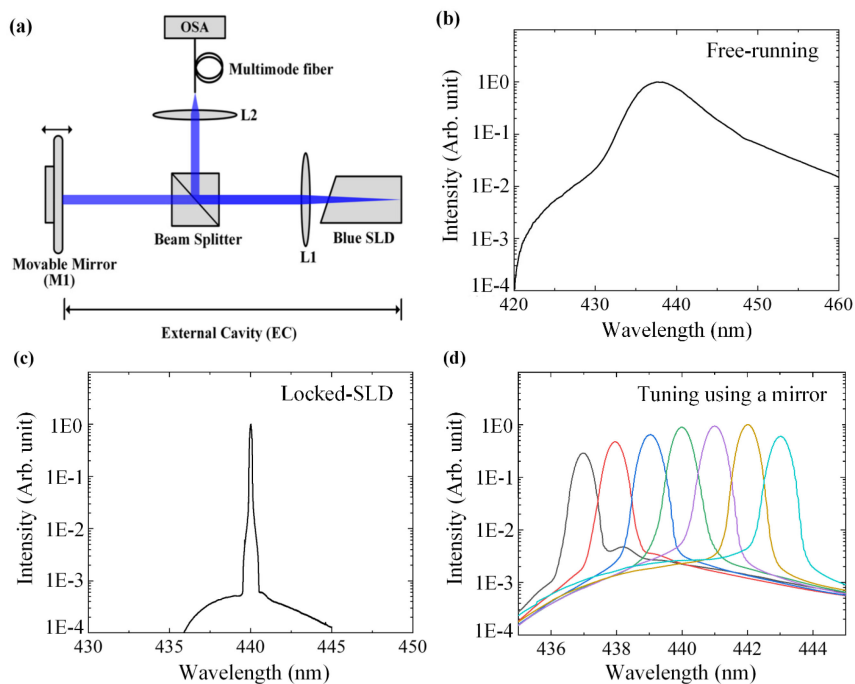 (a)
OSA
Multimode fiber
L2
Beam Splitter
L1
Blue SLD
Movable Mirror
(M1)
External Cavity (EC)
(b)
Free-running
Intensity (Arb. unit)
1E0
1E-1
1E-2
1E-3
1E-4
420 430 440 450 460
Wavelength (nm)
(c)
Locked-SLD
Intensity (Arb. unit)
1E0
1E-1
1E-2
1E-3
1E-4
430 435 440 445 450
Wavelength (nm)
(d)
Tuning using a mirror
Intensity (Arb. unit)
1E0
1E-1
1E-2
1E-3
1E-4
436 438 440 442 444
Wavelength (nm)